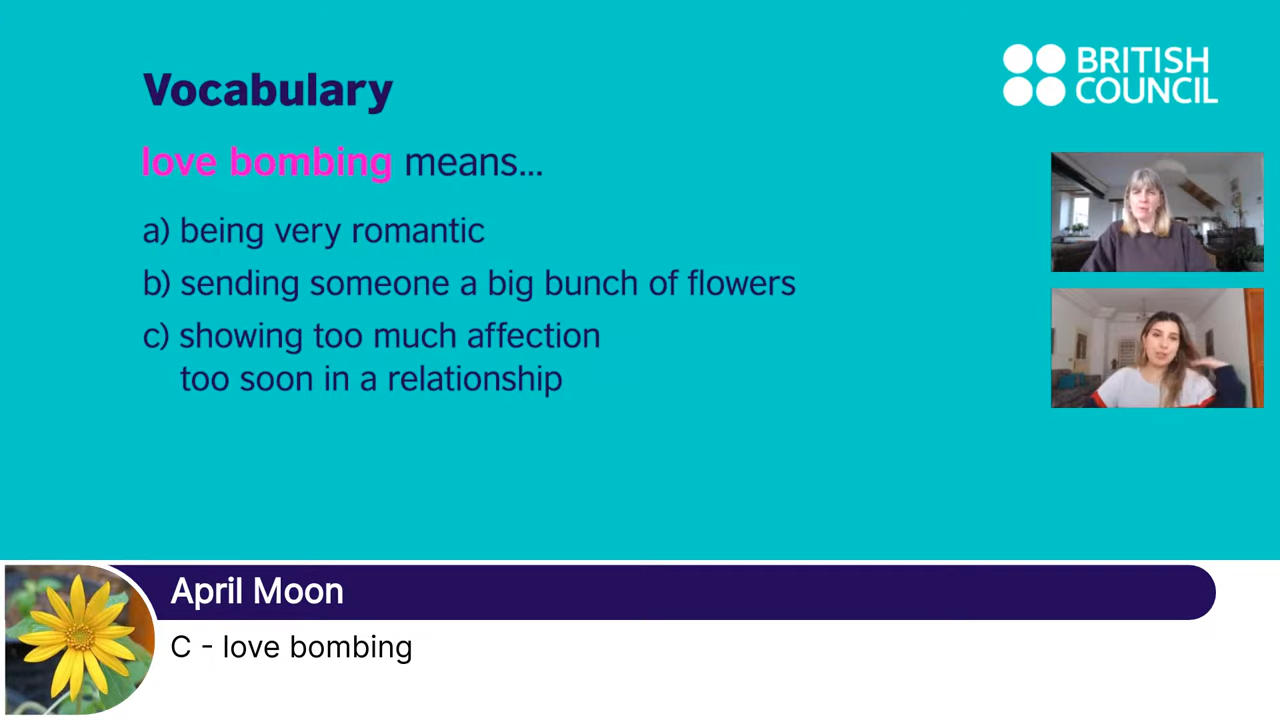 Vocabulary
BRITISH
COUNCIL
love bombing means...
a) being very romantic
b) sending someone a big bunch of flowers
c) showing too much affection
too soon in a relationship
April Moon
C - love bombing